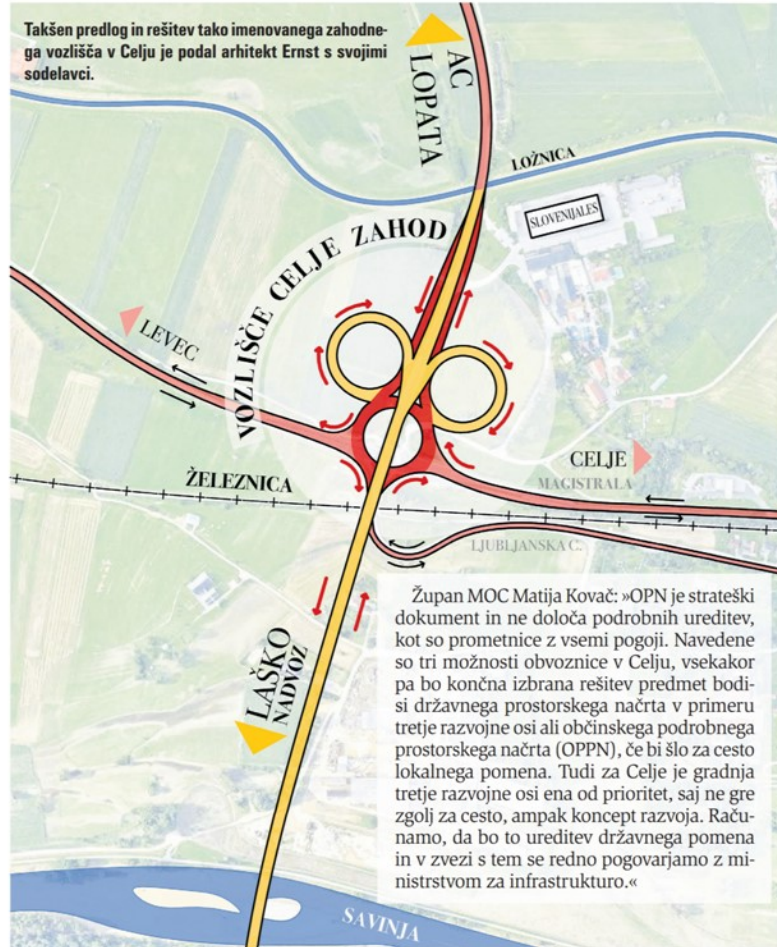 Takšen predlog in rešitev tako imenovanega zahodne-
ga vozlišča v Celju je podal arhitekt Ernst s svojimi
sodelavci.
AC
LOPATA
LOŽNICA
SLOVENIJALES
VOZLIŠČE CELJE ZAHOD
LEVEC
ŽELEZNICA
CELJE
MAGISTRALA
LJUBLJANSKA C.
LAŠKO
NADVOZ
Župan MOC Matija Kovač: »OPN je strateški
dokument in ne določa podrobnih ureditev,
kot so prometnice z vsemi pogoji. Navedene
so tri možnosti obvoznice v Celju, vsekakor
pa bo končna izbrana rešitev predmet bodi-
si državnega prostorskega načrta v primeru
tretje razvojne osi ali občinskega podrobnega
prostorskega načrta (OPPN), če bi šlo za cesto
lokalnega pomena. Tudi za Celje je gradnja
tretje razvojne osi ena od prioritet, saj ne gre
zgolj za cesto, ampak koncept razvoja. Raču-
namo, da bo to ureditev državnega pomena
in v zvezi s tem se redno pogovarjamo z mi-
nistrstvom za infrastrukturo.«
SAVINJA